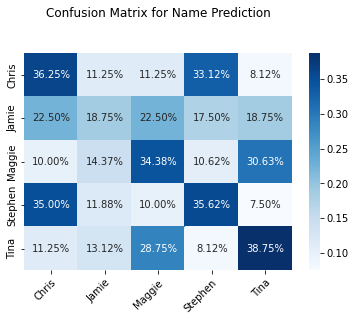 Confusion Matrix for Name Prediction
Chris 36.25% 11.25% 11.25% 33.12% 8.12%
Jamie 22.50% 18.75% 22.50% 17.50% 18.75%
Maggie 10.00% 14.37% 34.38% 10.62% 30.63%
Stephen 35.00% 11.88% 10.00% 35.62% 7.50%
Tina 11.25% 13.12% 28.75% 8.12% 38.75%
Chris Jamie Maggie Stephen Tina
0.35
0.30
0.25
0.20
0.15
0.10